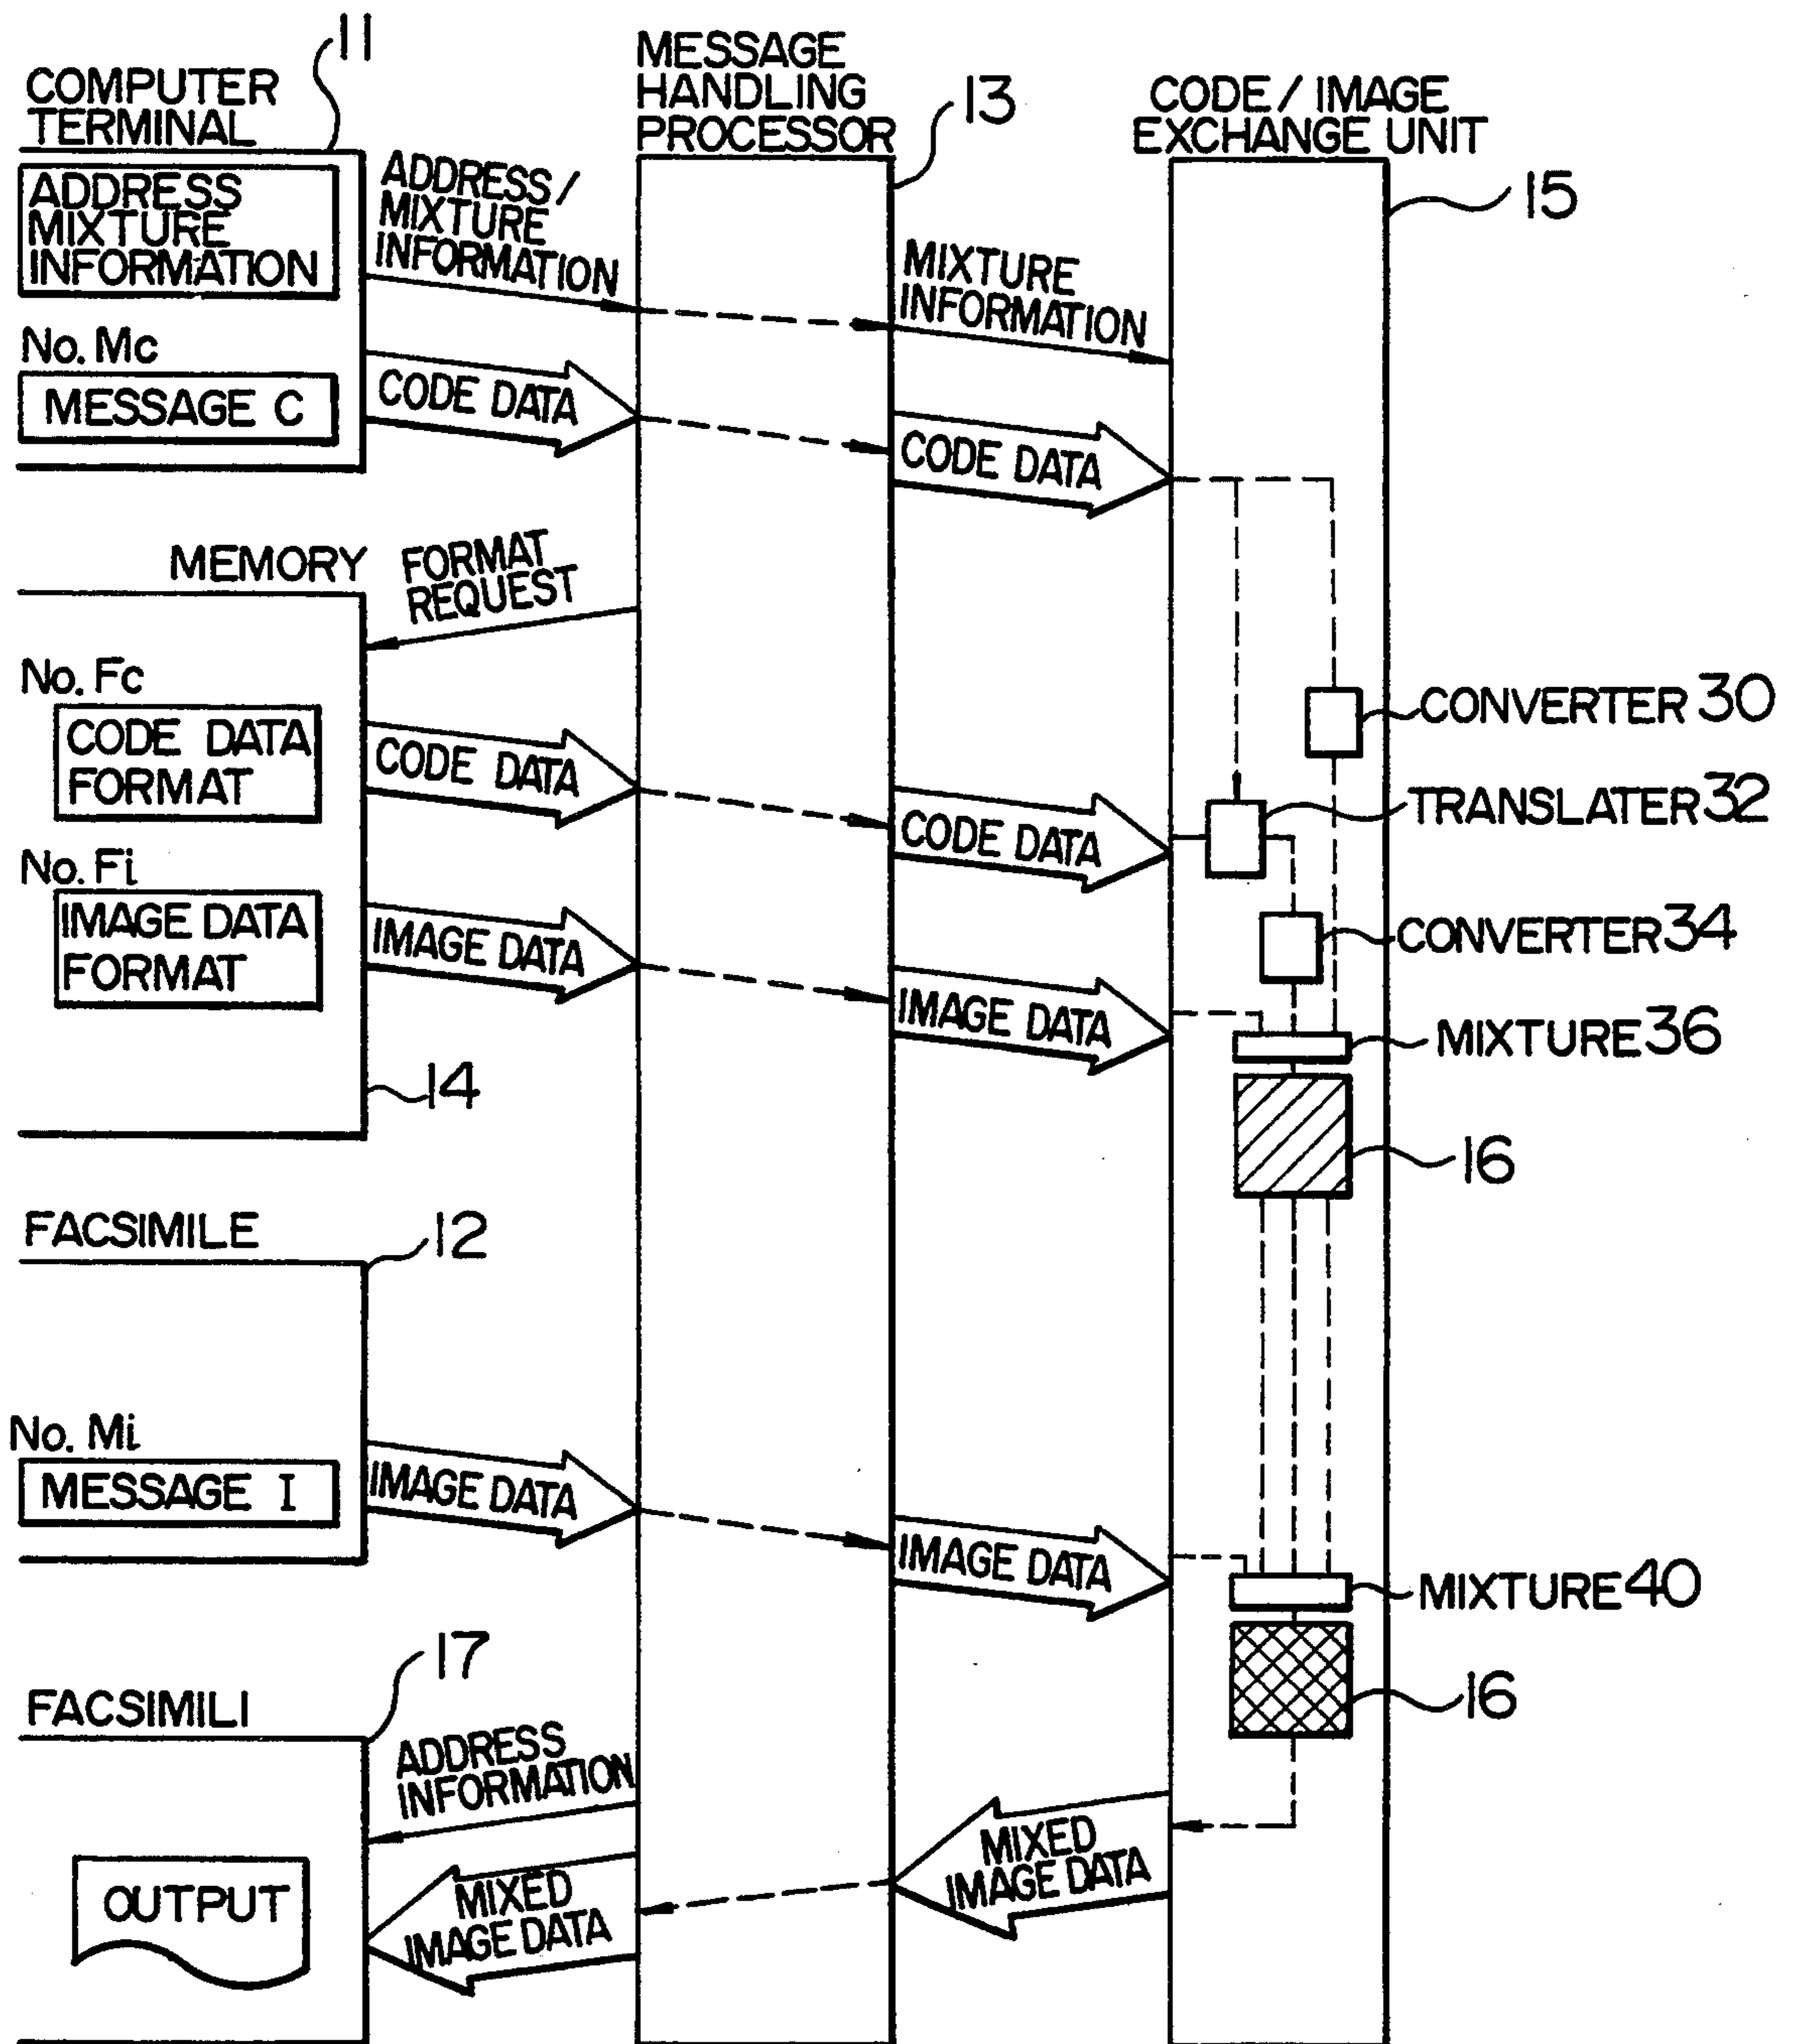 11
COMPUTER
TERMINAL
MESSAGE
HANDLING
PROCESSOR
13
CODE / IMAGE
EXCHANGE UNIT
15
ADDRESS
MIXTURE
INFORMATION
ADDRESS /
MIXTURE
INFORMATION
MIXTURE
INFORMATION
No. Mc
MESSAGE C
CODE DATA
CODE DATA
MEMORY
FORMAT
REQUEST
No. Fc
CODE DATA
FORMAT
CODE DATA
CODE DATA
CONVERTER 30
TRANSLATER 32
No. Fi
IMAGE DATA
FORMAT
IMAGE DATA
IMAGE DATA
CONVERTER 34
MIXTURE 36
14
16
FACSIMILE
12
No. Mi
MESSAGE I
IMAGE DATA
IMAGE DATA
MIXTURE 40
16
FACSIMILI
17
ADDRESS
INFORMATION
OUTPUT
MIXED
IMAGE DATA
MIXED
IMAGE DATA